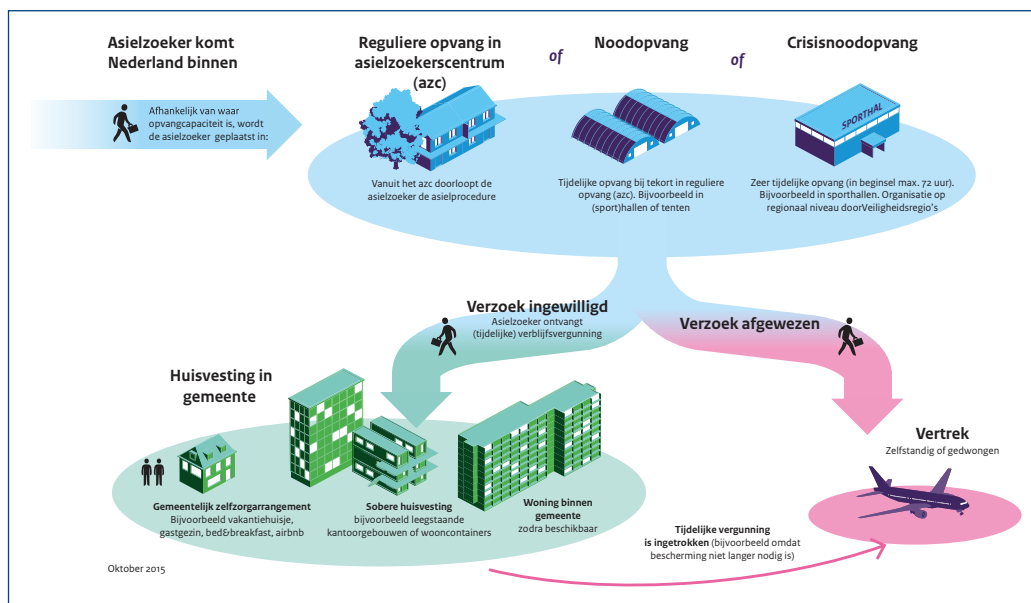 Asielzoeker komt
Nederland binnen
Afhankelijk van waar
opvangcapaciteit is, wordt
de asielzoeker geplaatst in:
Reguliere opvang in
asielzoekerscentrum
(azc)
of
Noodopvang
of
Crisisnoodopvang
SPORTHAL
Vanuit het azc doorloopt de
asielzoeker de asielprocedure
Tijdelijke opvang bij tekort in reguliere
opvang (azc). Bijvoorbeeld in
(sport)hallen of tenten
Zeer tijdelijke opvang (in beginsel max. 72 uur).
Bijvoorbeeld in sporthallen. Organisatie op
regionaal niveau doorVeiligheidsregio's
Verzoek ingewilligd
Asielzoeker ontvangt
(tijdelijke) verblijfsvergunning
Verzoek afgewezen
Huisvesting in
gemeente
Gemeentelijk zelfzorgarrangement
Bijvoorbeeld vakantiehuisje,
gastgezin, bed&breakfast, airbnb
Sobere huisvesting
bijvoorbeeld leegstaande
kantoorgebouwen of wooncontainers
Woning binnen
gemeente
zodra beschikbaar
Vertrek
Zelfstandig of gedwongen
Tijdelijke vergunning
is ingetrokken (bijvoorbeeld omdat
bescherming niet langer nodig is)
Oktober 2015